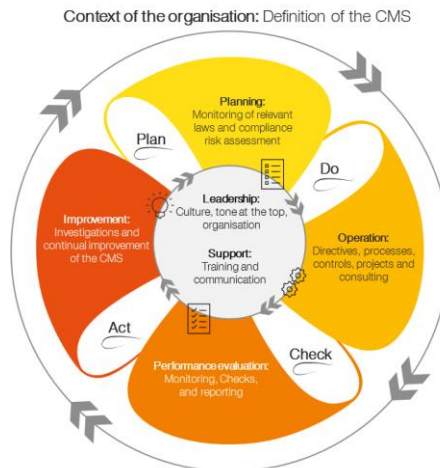 Context of the organisation: Definition of the CMS
Planning:
Monitoring of relevant
laws and compliance
risk assessment
Plan
Do
Leadership:
Culture, tone at the top,
organisation
Support:
Training and
communication
Improvement:
Investigations and
continual improvement
of the CMS
Operation:
Directives, processes,
controls, projects and
consulting
Act
Check
Performance evaluation:
Monitoring, Checks,
and reporting